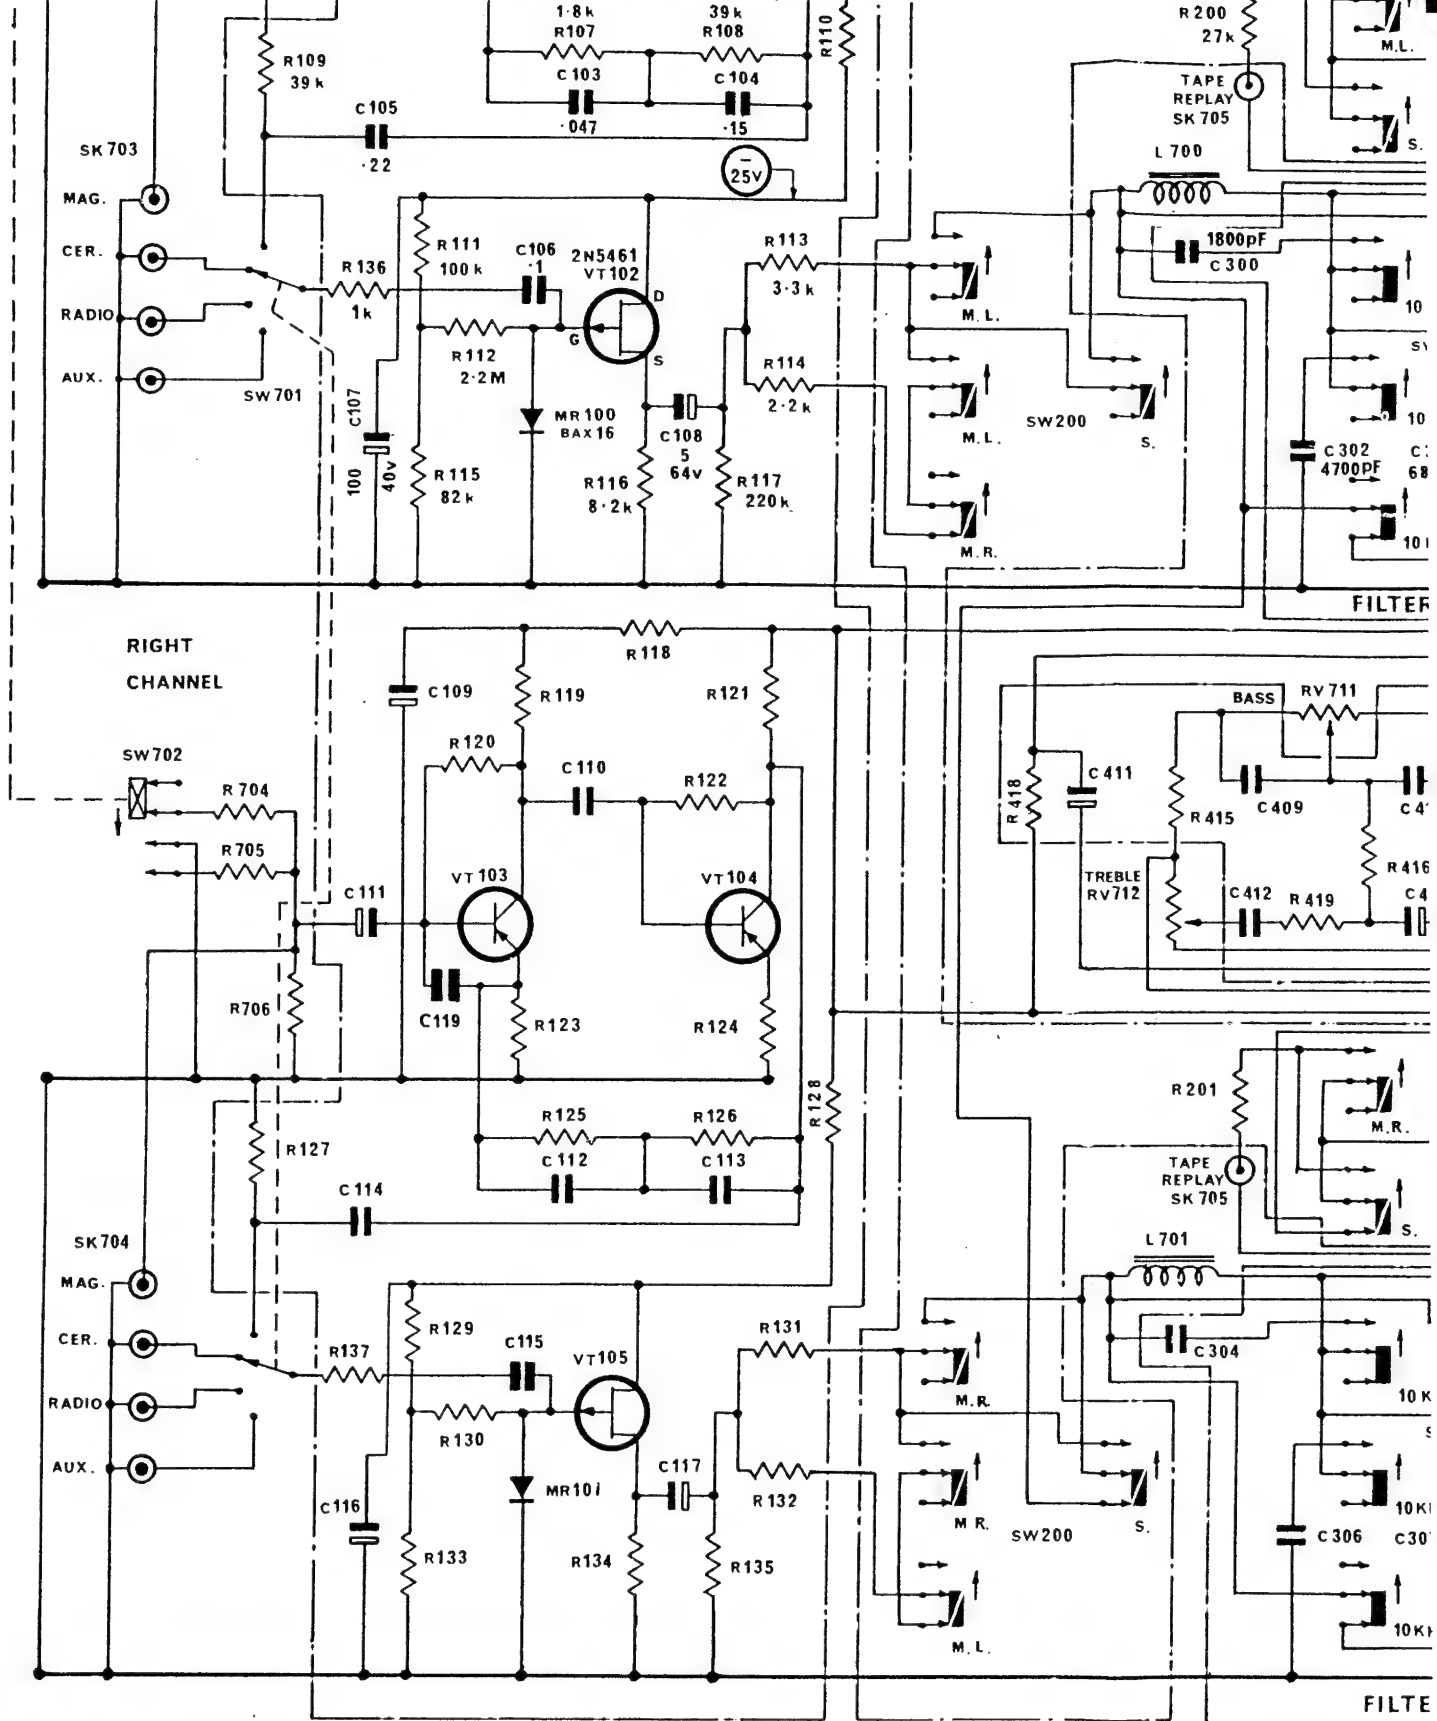 1·8k
R107
39k
R108
R110
R200
27k
M.L.
R109
39k
C103
·047
C104
·15
TAPE
REPLAY
SK705
C105
·22
S.
SK703
L700
25V
MAG.
CER.
RADIO
AUX.
R111
100k
C106
·1
2N5461
VT102
R113
3·3k
1800pF
C300
R136
1k
D
G
S
M.L.
10
R112
2·2M
R114
2·2k
SW701
C107
100
40v
MR100
BAX16
C108
5
64v
M.L.
SW200
S.
10
C302
4700pF
68
R115
82k
R116
8·2k
R117
220k
M.R.
10
FILTER
RIGHT
CHANNEL
R118
C109
R119
R121
BASS
RV711
SW702
R120
C110
R122
R418
C411
C409
R704
R415
R705
R416
VT103
VT104
TREBLE
RV712
C412
R419
C111
R706
C119
R123
R124
R128
R201
M.R.
R125
R126
R127
C112
C113
TAPE
REPLAY
SK705
C114
S.
SK704
L701
MAG.
CER.
RADIO
AUX.
R129
R131
R137
C115
VT105
C304
M.R.
10K
R130
C117
MR101
R132
M R.
SW200
S.
C116
10K
C306
R133
R134
R135
M.L.
10K
FILTE